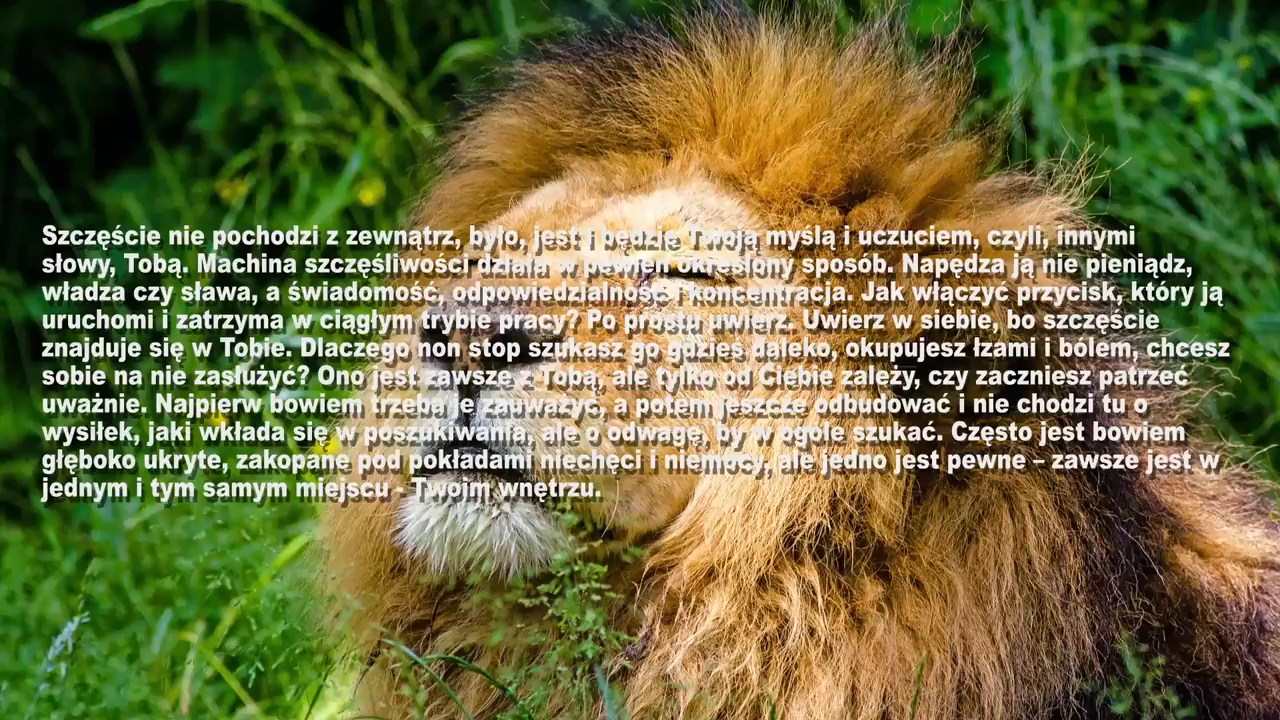 Szczęście nie pochodzi z zewnątrz, było, jest i będzie Twoją myślą i uczuciem, czyli, innymi
słowy, Tobą. Machina szczęśliwości działa w pewien określony sposób. Napędza ją nie pieniądz,
władza czy sława, a świadomość, odpowiedzialność i koncentracja. Jak włączyć przycisk, który ją
uruchomi i zatrzyma w ciągłym trybie pracy? Po prostu uwierz. Uwierz w siebie, bo szczęście
znajduje się w Tobie. Dlaczego non stop szukasz go gdzieś daleko, okupujesz łzami i bólem, chcesz
sobie na nie zasłużyć? Ono jest zawsze z Tobą, ale tylko od Ciebie zależy, czy zaczniesz patrzeć
uważnie. Najpierw bowiem trzeba je zauważyć, a potem jeszcze odbudować i nie chodzi tu o
wysiłek, jaki wkłada się w poszukiwania, ale o odwagę, by w ogóle szukać. Często jest bowiem
głęboko ukryte, zakopane pod pokładami niechęci i niemocy, ale jedno jest pewne – zawsze jest w
jednym i tym samym miejscu - Twoim wnętrzu.